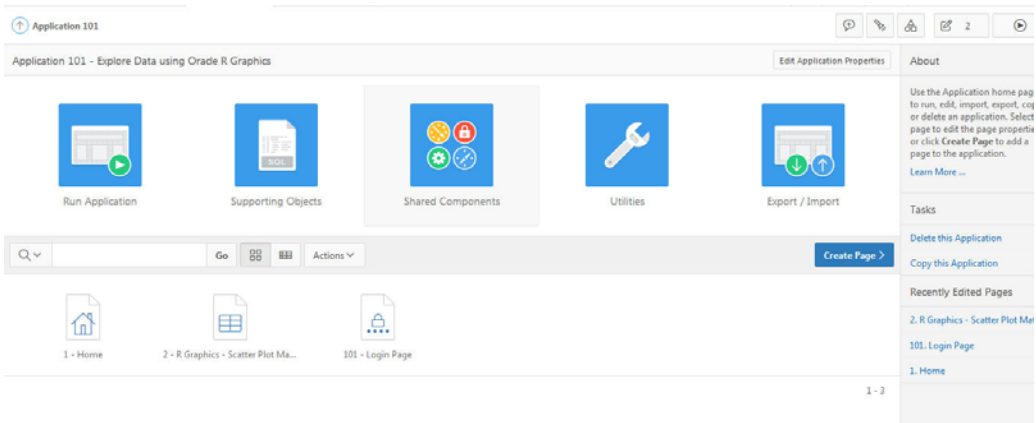 Application 101
2
Application 101 - Explore Data using Oracle R Graphics
Edit Application Properties
About
Use the Application home pag
to run, edit, import, export, cop
or delete an application. Select
page to edit the page propertie
or click Create Page to add a
page to the application.
Learn More ...
SQL
Run Application
Supporting Objects
Shared Components
Utilities
Export / Import
Tasks
Delete this Application
Copy this Application
Go
Actions
Create Page >
Recently Edited Pages
2. R Graphics - Scatter Plot Mat
101. Login Page
1. Home
1 - Home
2 - R Graphics - Scatter Plot Ma...
101 - Login Page
1 - 3